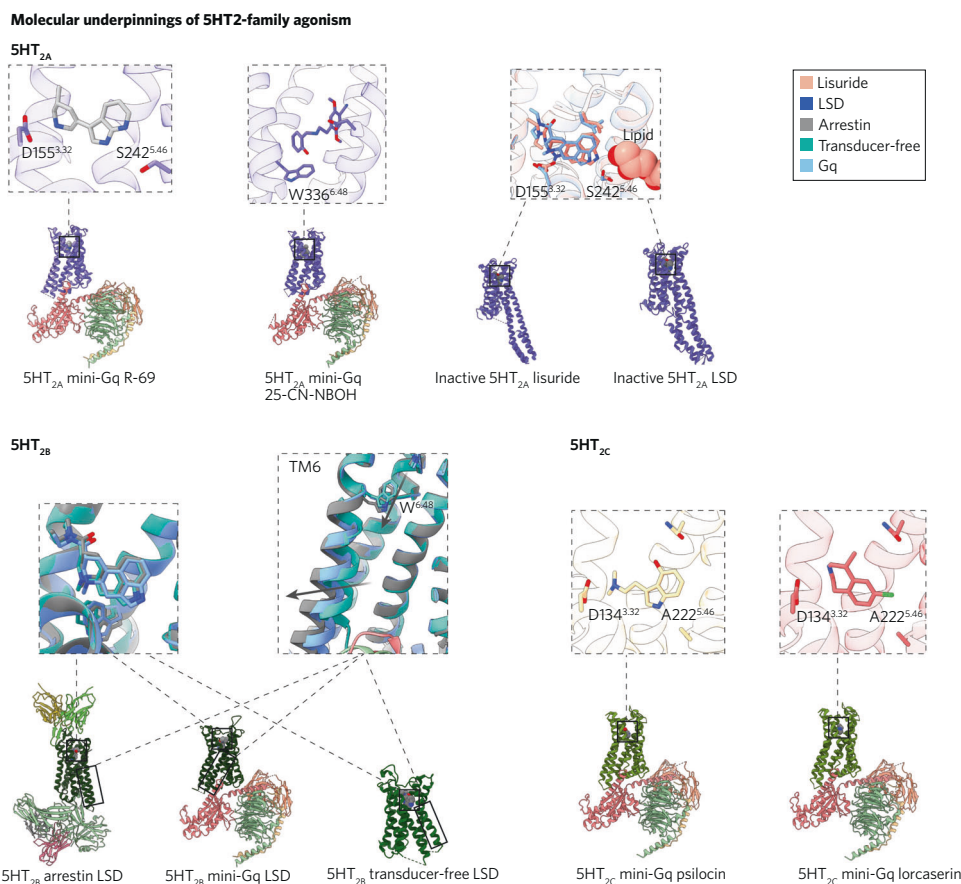 Molecular underpinnings of 5HT2-family agonism
5HT2A
D155^3.32
S242^5.46
W336^6.48
Lipid
D155^3.32
S242^5.46
Lisuride
LSD
Arrestin
Transducer-free
Gq
5HT2A mini-Gq R-69
5HT2A mini-Gq
25-CN-NBOH
Inactive 5HT2A lisuride
Inactive 5HT2A LSD
5HT2B
TM6
W^6.48
5HT2B arrestin LSD
5HT2B mini-Gq LSD
5HT2B transducer-free LSD
5HT2C
D134^3.32
A222^5.46
D134^3.32
A222^5.46
5HT2C mini-Gq psilocin
5HT2C mini-Gq lorcaserin